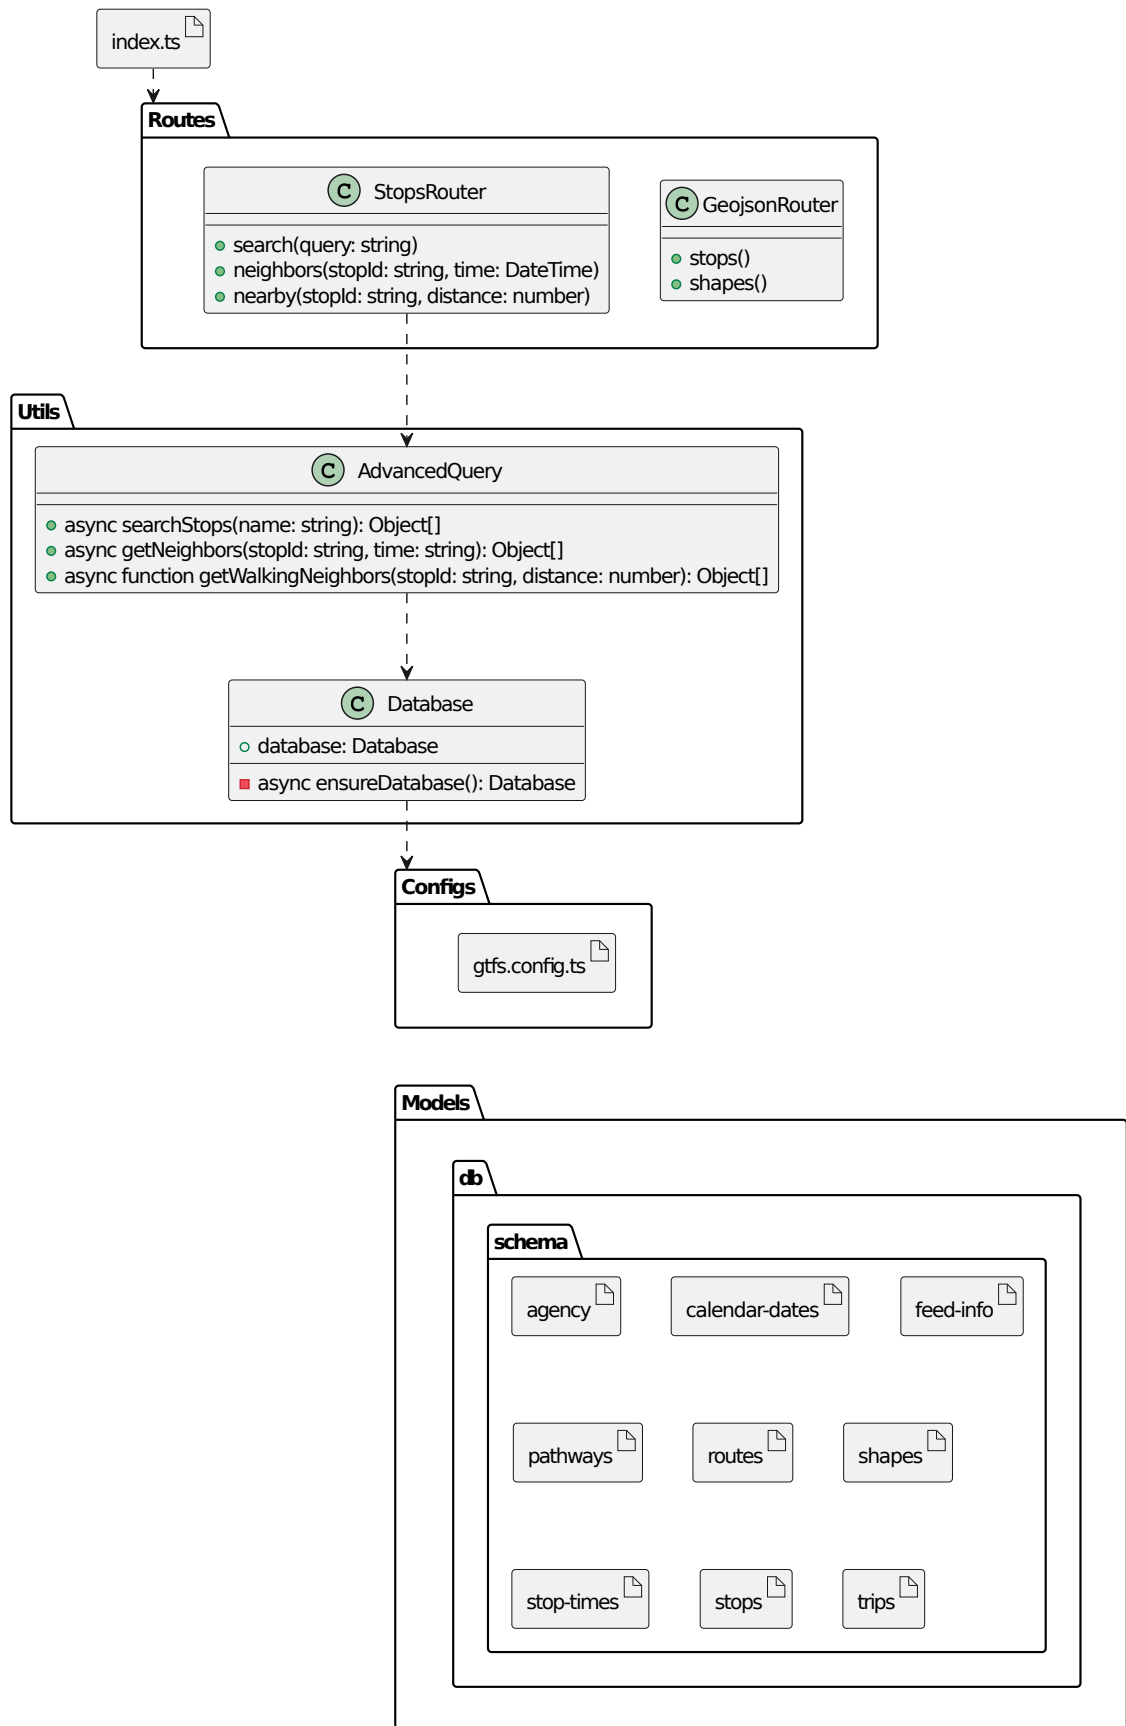 index.ts
Routes
C StopsRouter
search(query: string)
neighbors(stopId: string, time: DateTime)
nearby(stopId: string, distance: number)
C GeojsonRouter
stops()
shapes()
Utils
C AdvancedQuery
async searchStops(name: string): Object[]
async getNeighbors(stopId: string, time: string): Object[]
async function getWalkingNeighbors(stopId: string, distance: number): Object[]
C Database
database: Database
async ensureDatabase(): Database
Configs
gtfs.config.ts
Models
db
schema
agency
calendar-dates
feed-info
pathways
routes
shapes
stop-times
stops
trips